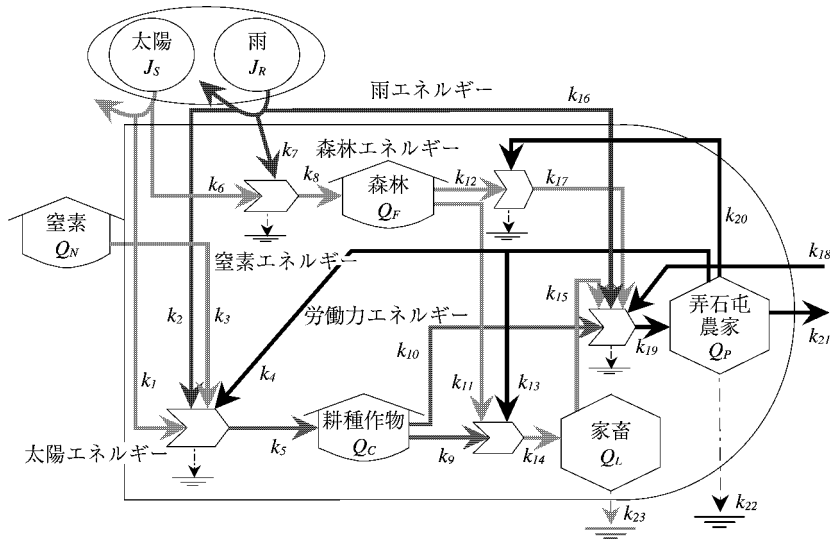 太陽
J_S
雨
J_R
雨エネルギー
k_16
k_7
森林エネルギー
k_6
k_8
森林
Q_F
k_12
k_17
k_20
窒素
Q_N
窒素エネルギー
k_18
k_15
弄石屯
農家
Q_P
k_2
k_3
労働力エネルギー
k_10
k_19
k_21
k_1
k_4
k_11
k_13
太陽エネルギー
k_5
耕種作物
Q_C
k_9
k_14
家畜
Q_L
k_23
k_22